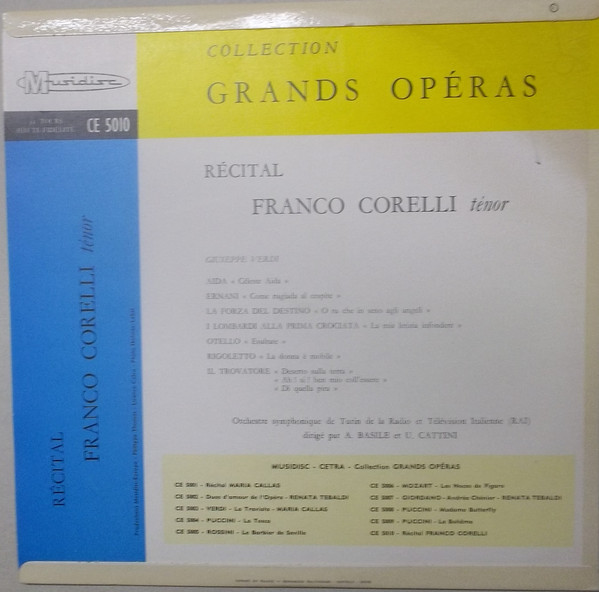 COLLECTION
GRANDS OPÉRAS
Musidisc
33 TOURS
HAUTE FIDÉLITÉ
CE 5010
RÉCITAL
FRANCO CORELLI ténor
GIUSEPPE VERDI
AIDA « Céleste Aida »
ERNANI « Come rugiada al cespite »
LA FORZA DEL DESTINO « O tu che in seno agli angeli »
I LOMBARDI ALLA PRIMA CROCIATA « La mia letizia infondere »
OTELLO « Esultate »
RIGOLETTO « La donna è mobile »
IL TROVATORE « Deserto sulla terra »
« Ah ! si ! ben mio coll'essere »
« Di quella pira »
Orchestre symphonique de Turin de la Radio et Télévision Italienne (RAI)
dirigé par A. BASILE et U. CATTINI
MUSIDISC - CETRA - Collection GRANDS OPÉRAS
CE 5001 - Récital MARIA CALLAS
CE 5002 - Duos d'amour de l'Opéra - RENATA TEBALDI
CE 5003 - VERDI - La Traviata - MARIA CALLAS
CE 5004 - PUCCINI - La Tosca
CE 5005 - ROSSINI - Le Barbier de Séville
CE 5006 - MOZART - Les Noces de Figaro
CE 5007 - GIORDANO - Andréa Chénier - RENATA TEBALDI
CE 5008 - PUCCINI - Madame Butterfly
CE 5009 - PUCCINI - La Bohème
CE 5010 - Récital FRANCO CORELLI
RÉCITAL
FRANCO CORELLI ténor